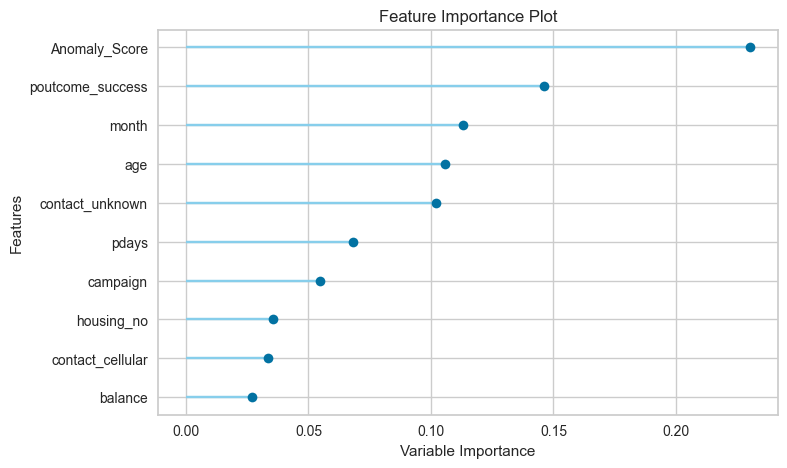 Feature Importance Plot
Features
Anomaly_Score
poutcome_success
month
age
contact_unknown
pdays
campaign
housing_no
contact_cellular
balance
0.00 0.05 0.10 0.15 0.20
Variable Importance